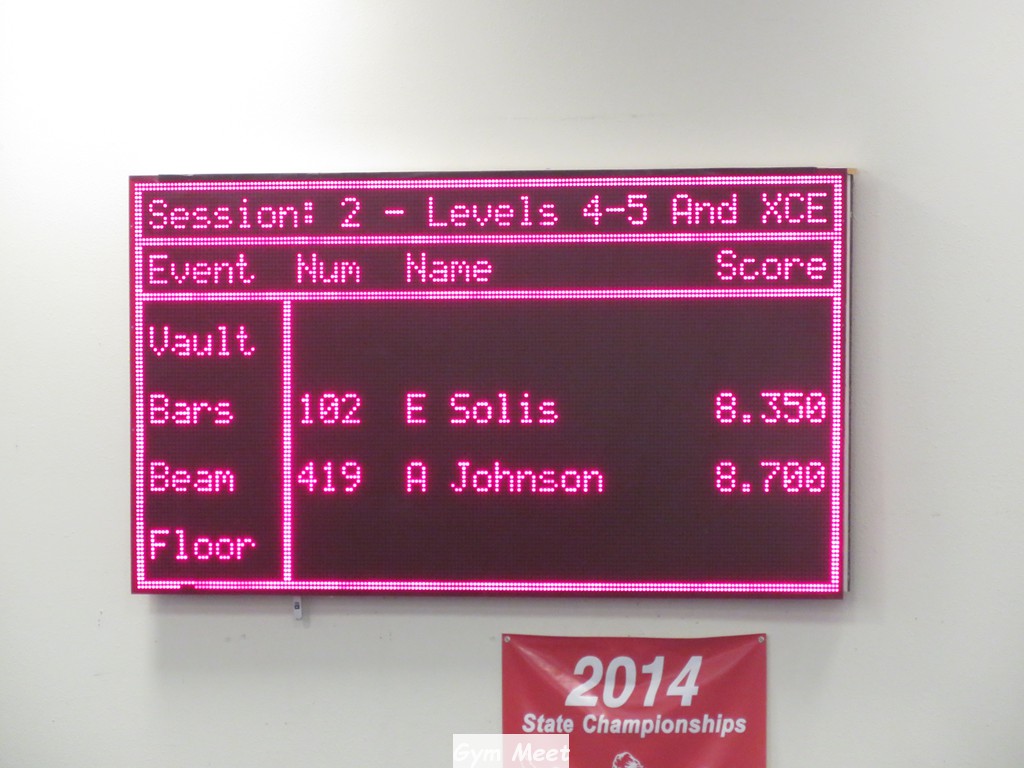 Session: 2 - Levels 4-5 And XCE
Event Num Name Score
Vault
Bars 102 E Solis 8.350
Beam 419 A Johnson 8.700
Floor
2014
State Championships
Gym Meet